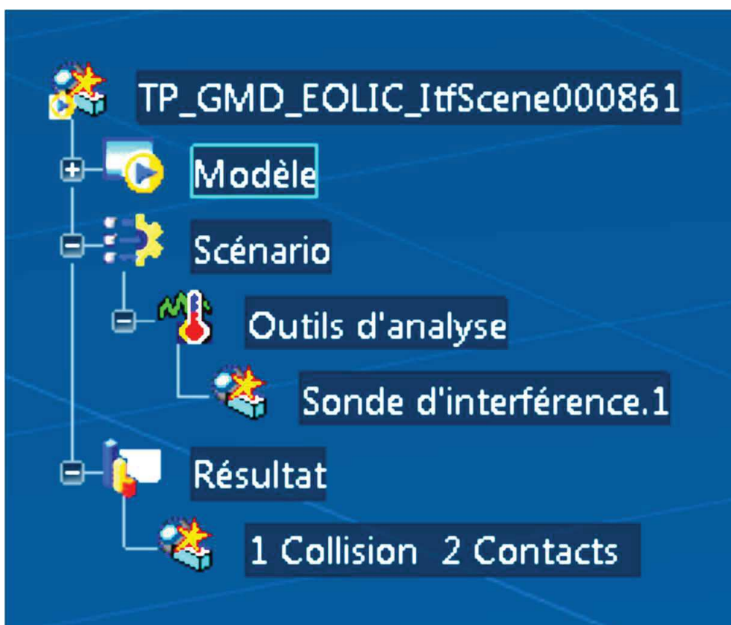 TP_GMD_EOLIC_ItfScene000861
Modèle
Scénario
Outils d'analyse
Sonde d'interférence.1
Résultat
1 Collision 2 Contacts